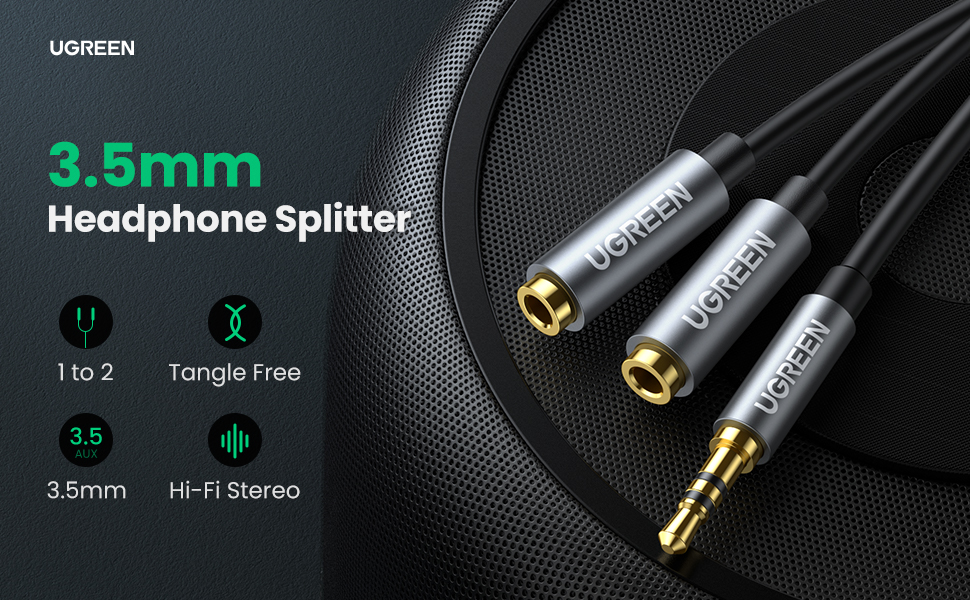 UGREEN
3.5mm
Headphone Splitter
1 to 2
Tangle Free
3.5
AUX
3.5mm
Hi-Fi Stereo
UGREEN
UGREEN
UGREEN